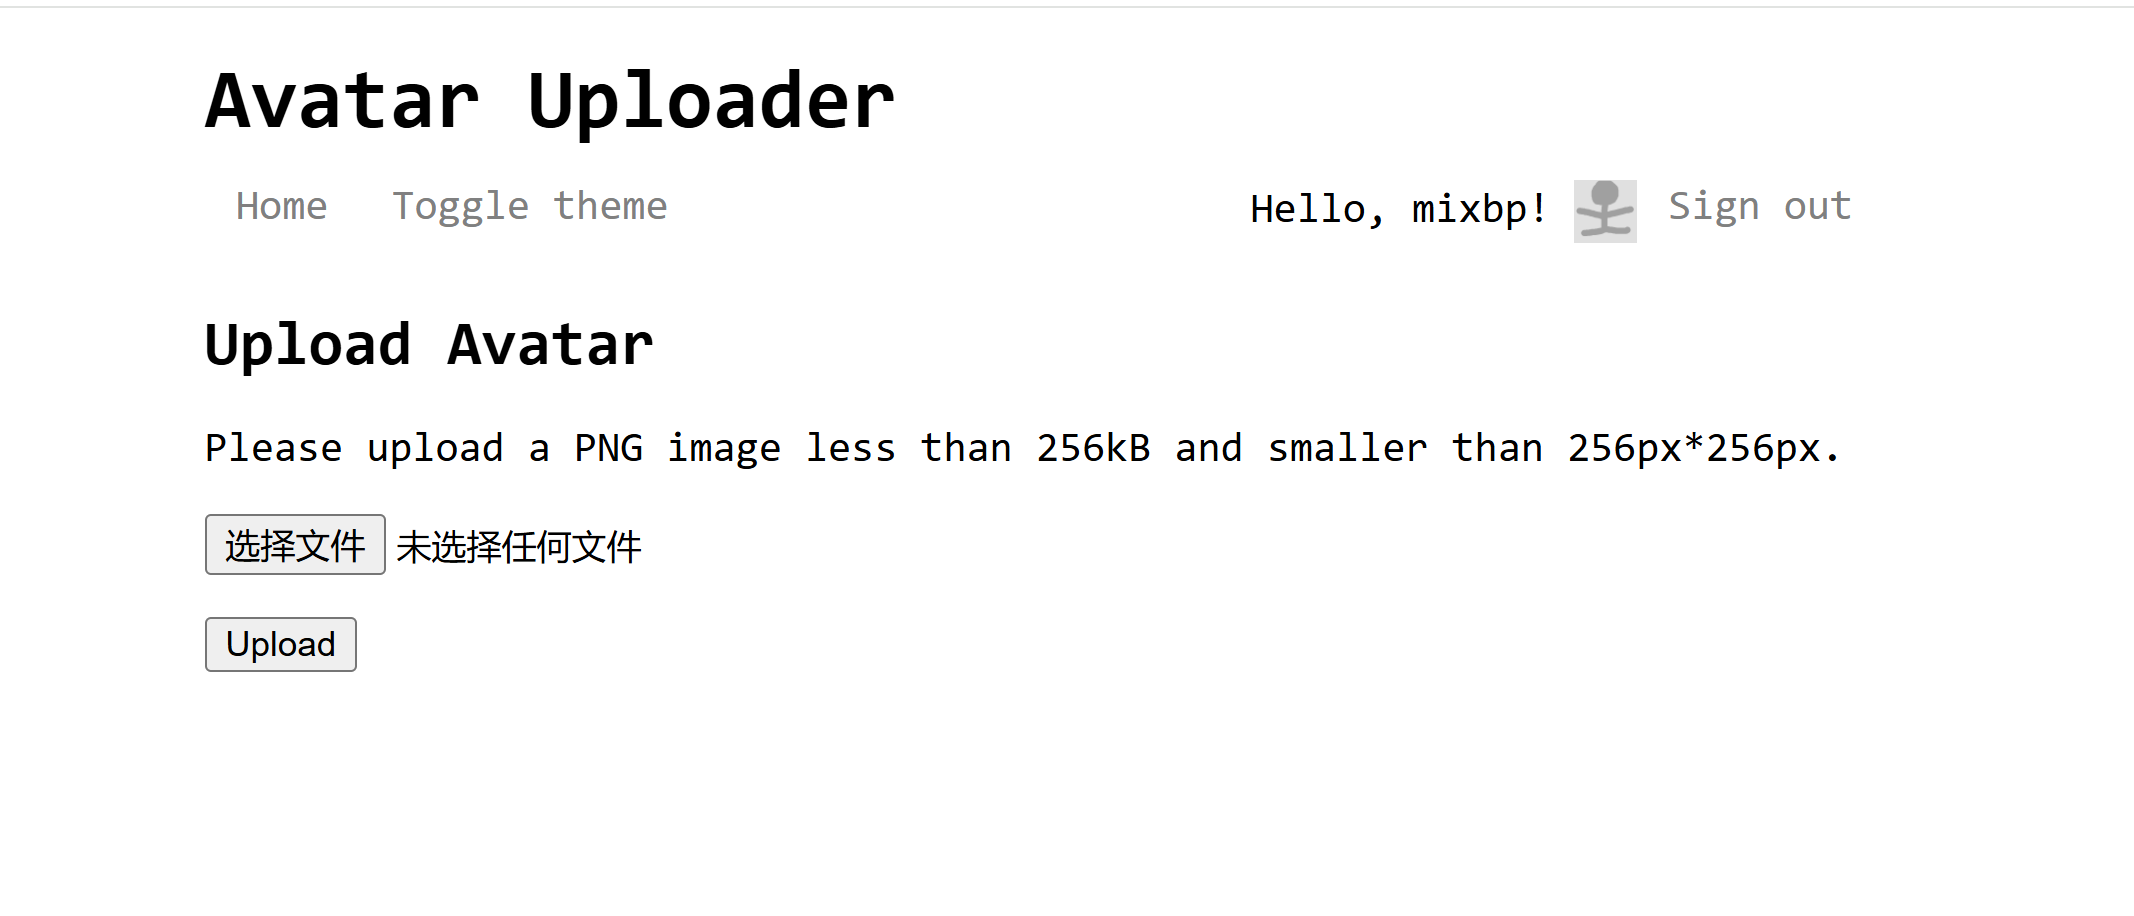 Avatar Uploader
Home Toggle theme Hello, mixbp! Sign out
Upload Avatar
Please upload a PNG image less than 256kB and smaller than 256px*256px.
选择文件 未选择任何文件
Upload